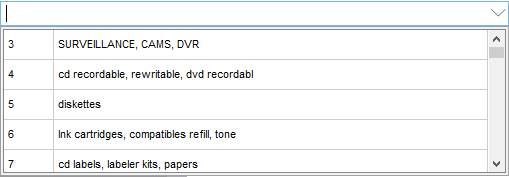 3 SURVEILLANCE, CAMS, DVR
4 cd recordable, rewritable, dvd recordabl
5 diskettes
6 Ink cartridges, compatibles refill, tone
7 cd labels, labeler kits, papers